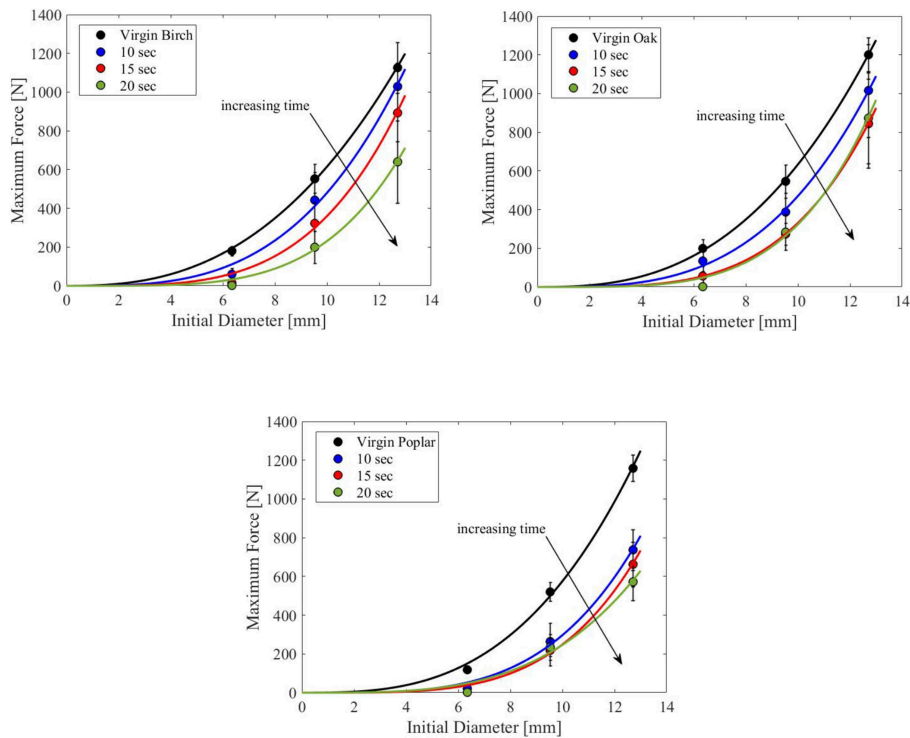 1400
1200
1000
800
600
400
200
0
Maximum Force [N]
Virgin Birch
10 sec
15 sec
20 sec
increasing time
0 2 4 6 8 10 12 14
Initial Diameter [mm]
1400
1200
1000
800
600
400
200
0
Maximum Force [N]
Virgin Oak
10 sec
15 sec
20 sec
increasing time
0 2 4 6 8 10 12 14
Initial Diameter [mm]
1400
1200
1000
800
600
400
200
0
Maximum Force [N]
Virgin Poplar
10 sec
15 sec
20 sec
increasing time
0 2 4 6 8 10 12 14
Initial Diameter [mm]